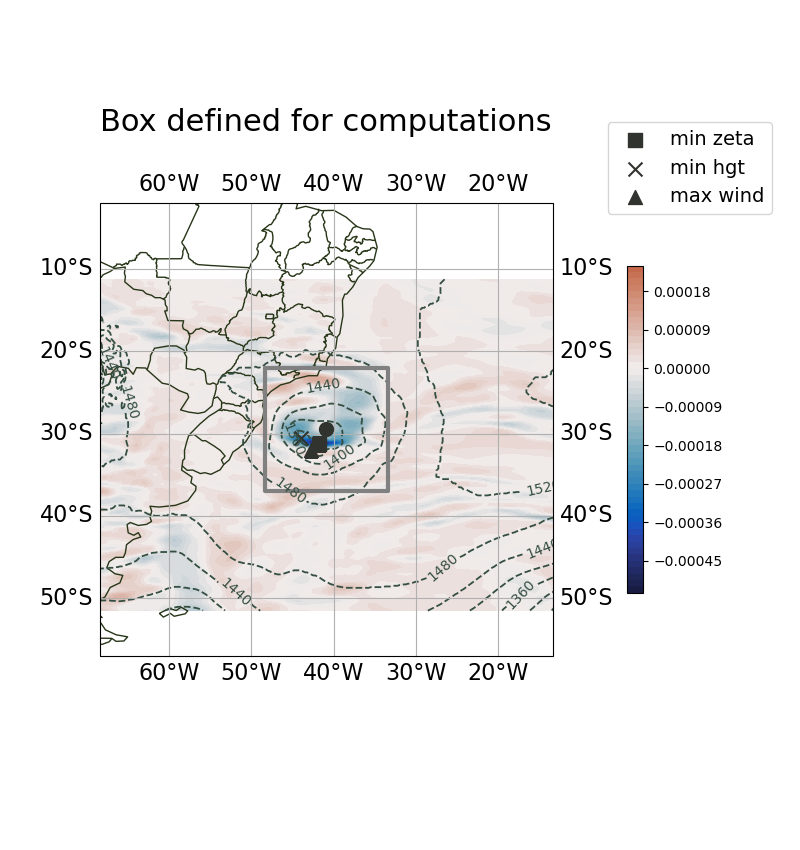 Box defined for computations
min zeta
min hgt
max wind
60°W 50°W 40°W 30°W 20°W
10°S 10°S
20°S 20°S
30°S 30°S
40°S 40°S
50°S 50°S
60°W 50°W 40°W 30°W 20°W
0.00018
0.00009
0.00000
−0.00009
−0.00018
−0.00027
−0.00036
−0.00045
1480
1440
1400
1480
1440
1480
1440
1360